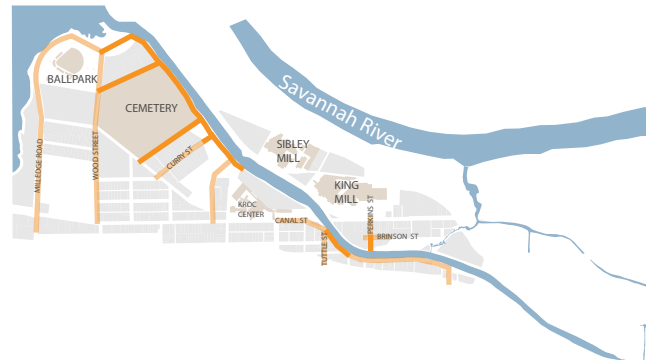 Savannah River
BALLPARK
CEMETERY
SIBLEY
MILL
MILLEDGE ROAD
WOOD STREET
CURRY ST
KING
MILL
KROC
CENTER
CANAL ST
PERKINS ST
TUTTLE ST
BRINSON ST